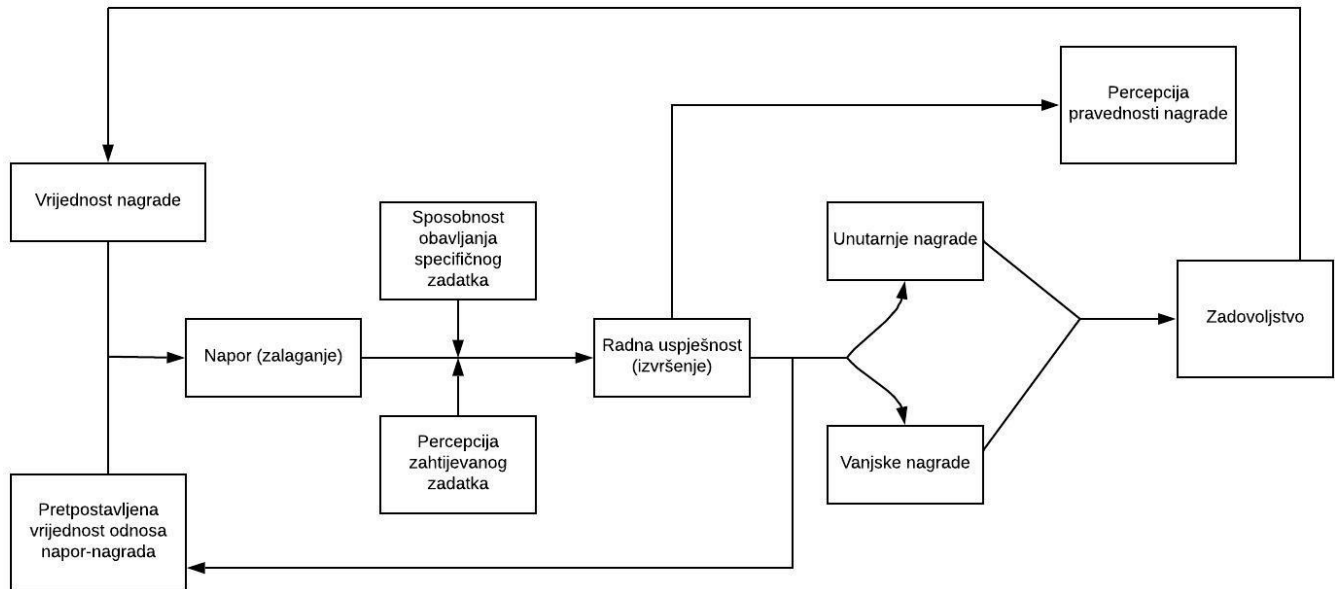 Percepcija
pravednosti nagrade
Vrijednost nagrade
Sposobnost
obavljanja
specifičnog
zadatka
Unutarnje nagrade
Zadovoljstvo
Napor (zalaganje)
Radna uspješnost
(izvršenje)
Percepcija
zahtijevanog
zadatka
Vanjske nagrade
Pretpostavljena
vrijednost odnosa
napor-nagrada